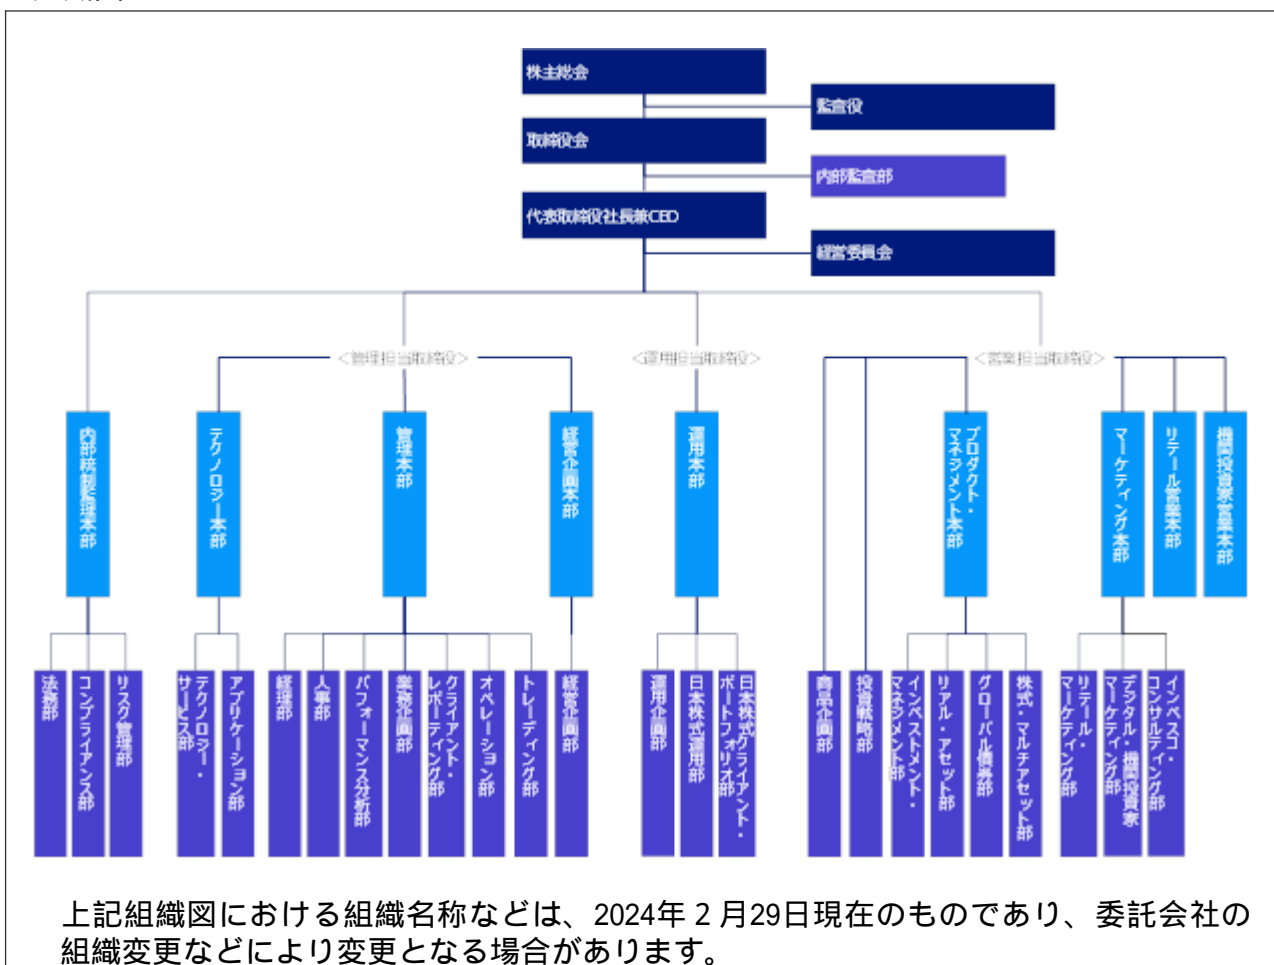 株主総会
監査役
取締役会
内部監査部
代表取締役社長兼CEO
経営委員会
<管理担当取締役>
<運用担当取締役>
<営業担当取締役>
内部統制監理本部
テクノロジー本部
管理本部
経営企画本部
運用本部
プロダクト・
マネジメント本部
マーケティング本部
リテール営業本部
機関投資家営業本部
法務部
コンプライアンス部
リスク管理部
テクノロジー・
サービス部
アプリケーション部
経理部
人事部
パフォーマンス分析部
業務企画部
クライアント・
レポーティング部
オペレーション部
トレーディング部
経営企画部
運用企画部
日本株式運用部
日本株式クライアント・
ポートフォリオ部
商品企画部
投資戦略部
インベストメント・
マネジメント部
リアル・アセット部
グローバル債券部
株式・マルチアセット部
リテール・
マーケティング部
デジタル・機関投資家
マーケティング部
インベスコ・
コンサルティング部
上記組織図における組織名称などは、2024年2月29日現在のものであり、委託会社の
組織変更などにより変更となる場合があります。